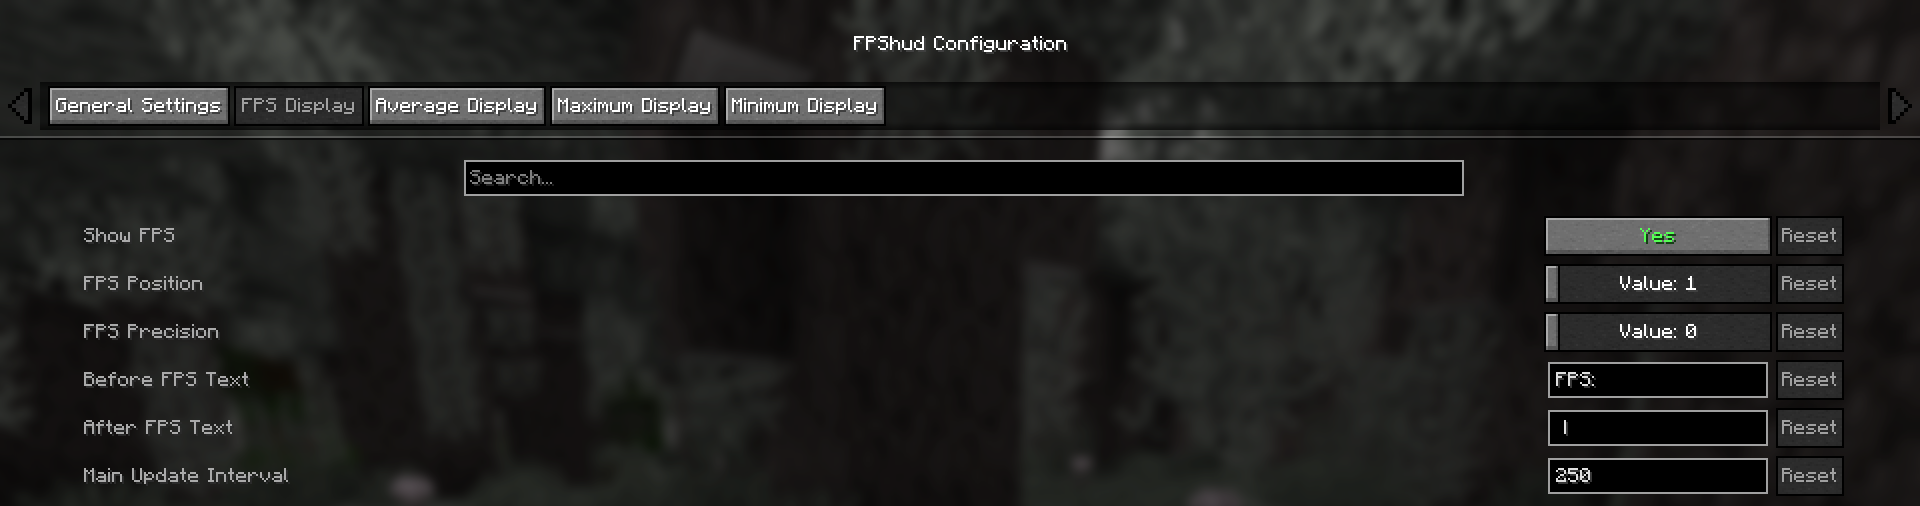 FPShud Configuration
General Settings FPS Display Average Display Maximum Display Minimum Display
Search...
Show FPS Yes Reset
FPS Position Value: 1 Reset
FPS Precision Value: 0 Reset
Before FPS Text FPS: Reset
After FPS Text | Reset
Main Update Interval 250 Reset